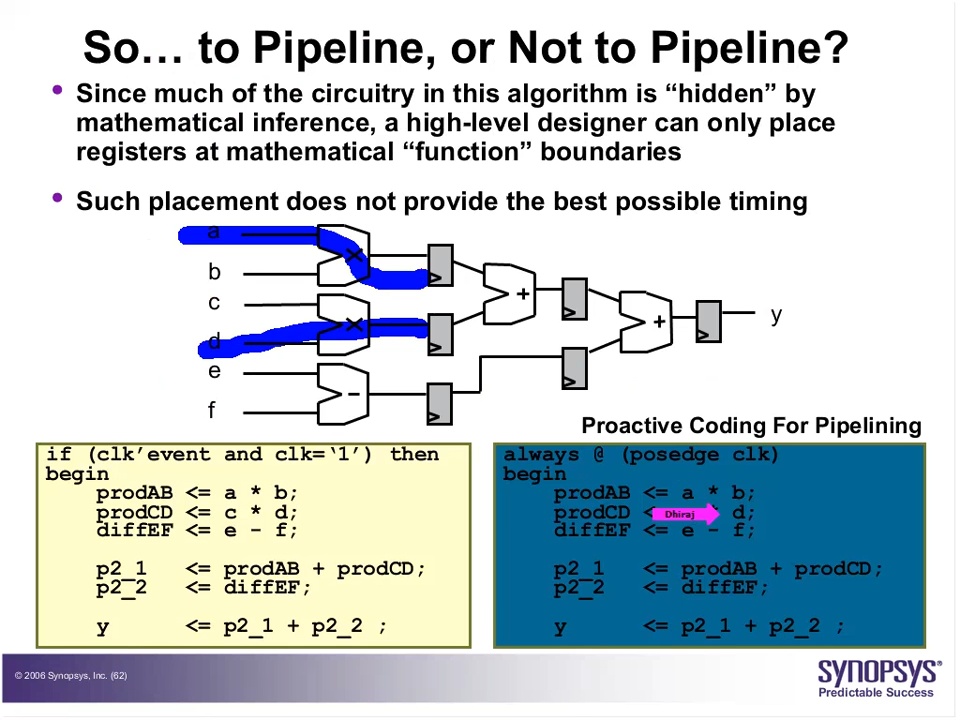 So… to Pipeline, or Not to Pipeline?
• Since much of the circuitry in this algorithm is “hidden” by
mathematical inference, a high-level designer can only place
registers at mathematical “function” boundaries
• Such placement does not provide the best possible timing
a
b
c
d
e
f
×
×
−
+
+
y
Proactive Coding For Pipelining
if (clk’event and clk=‘1’) then
begin
prodAB <= a * b;
prodCD <= c * d;
diffEF <= e - f;
p2_1 <= prodAB + prodCD;
p2_2 <= diffEF;
y <= p2_1 + p2_2 ;
always @ (posedge clk)
begin
prodAB <= a * b;
prodCD < d;
Dhiraj
diffEF <= e - f;
p2_1 <= prodAB + prodCD;
p2_2 <= diffEF;
y <= p2_1 + p2_2 ;
© 2006 Synopsys, Inc. (62)
SYNOPSYS®
Predictable Success